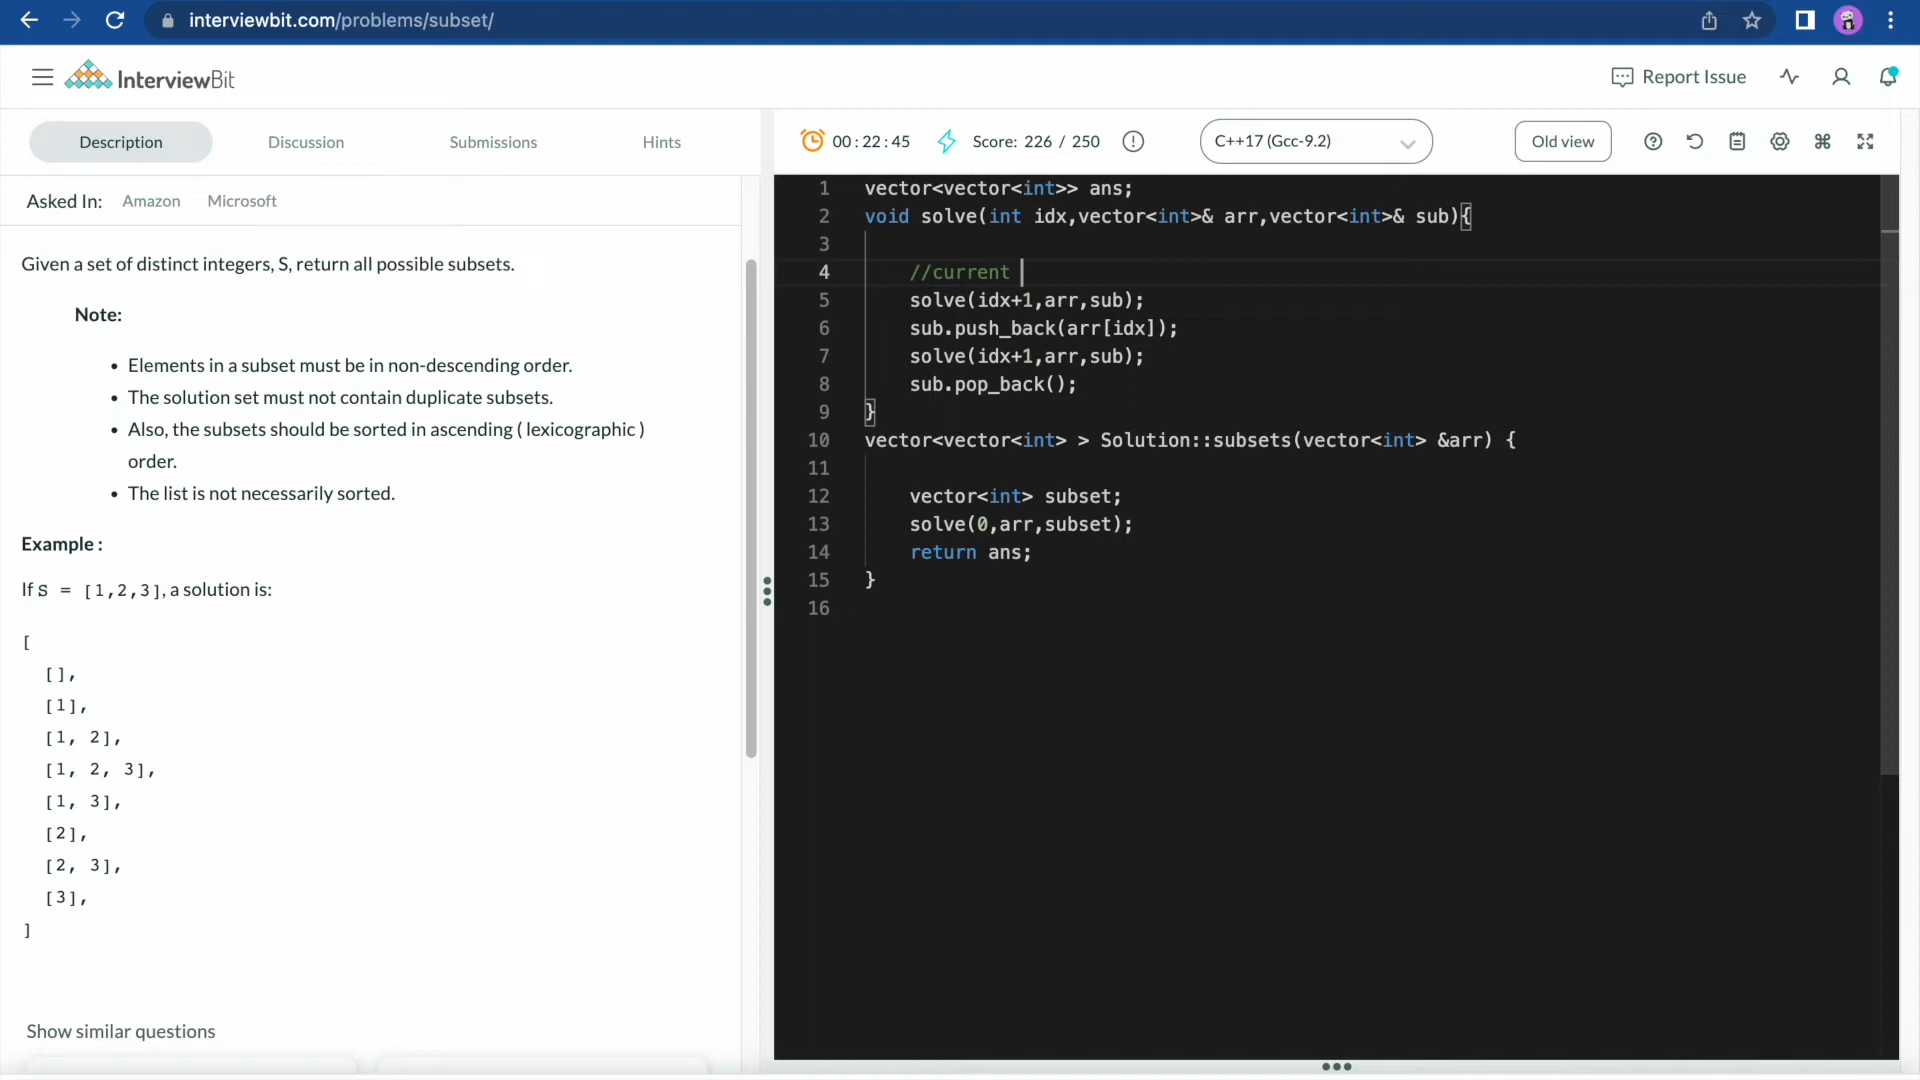 interviewbit.com/problems/subset/
InterviewBit
Report Issue
Description Discussion Submissions Hints
00:22:45 Score: 226 / 250 C++17 (Gcc-9.2) Old view
Asked In: Amazon Microsoft
Given a set of distinct integers, S, return all possible subsets.
Note:
• Elements in a subset must be in non-descending order.
• The solution set must not contain duplicate subsets.
• Also, the subsets should be sorted in ascending ( lexicographic )
order.
• The list is not necessarily sorted.
Example :
If S = [1,2,3], a solution is:
[
[],
[1],
[1, 2],
[1, 2, 3],
[1, 3],
[2],
[2, 3],
[3],
]
Show similar questions
1 vector<vector<int>> ans;
2 void solve(int idx,vector<int>& arr,vector<int>& sub){
3
4 //current
5 solve(idx+1,arr,sub);
6 sub.push_back(arr[idx]);
7 solve(idx+1,arr,sub);
8 sub.pop_back();
9 }
10 vector<vector<int> > Solution::subsets(vector<int> &arr) {
11
12 vector<int> subset;
13 solve(0,arr,subset);
14 return ans;
15 }
16